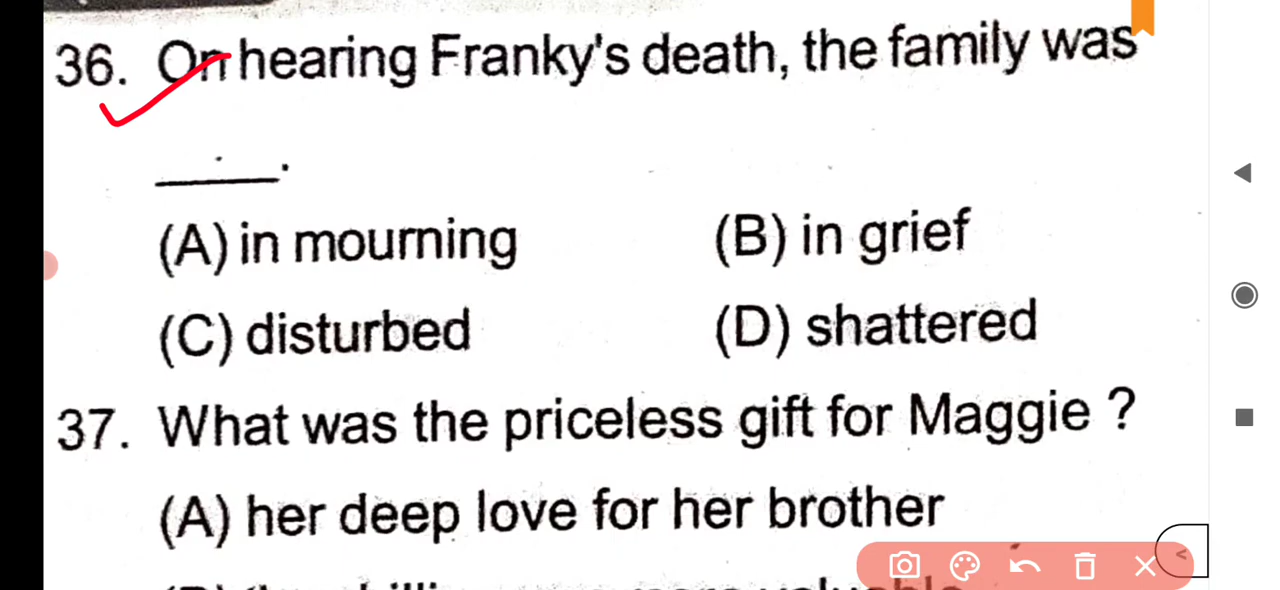 36. On hearing Franky's death, the family was
____.
(A) in mourning (B) in grief
(C) disturbed (D) shattered
37. What was the priceless gift for Maggie ?
(A) her deep love for her brother